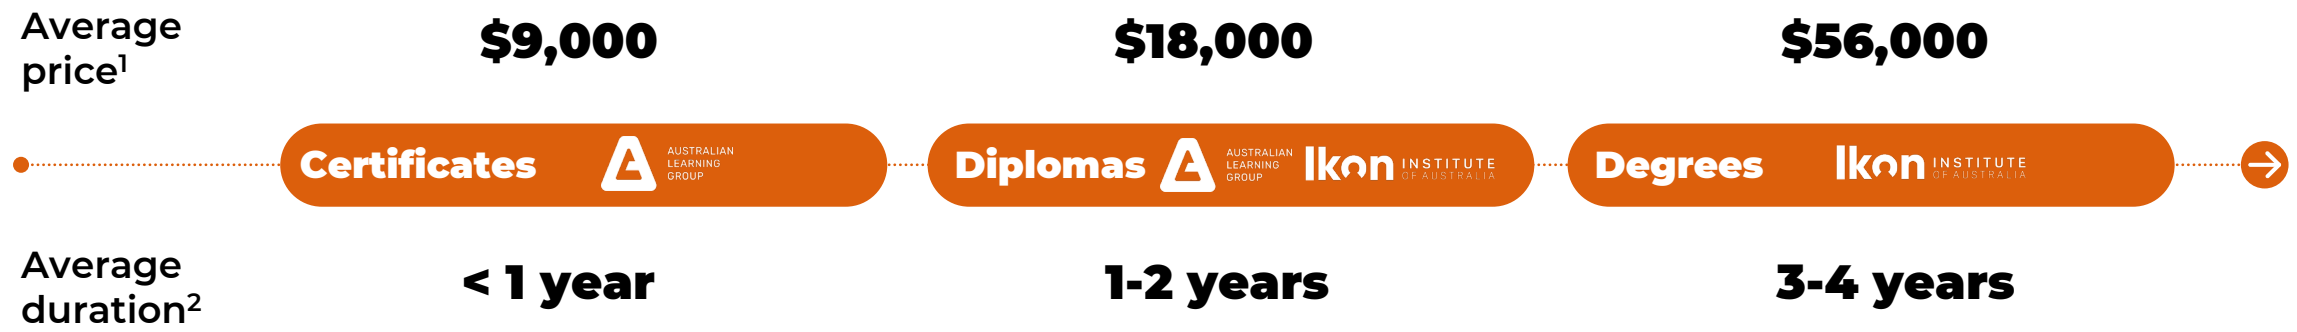 Average
price¹
$9,000
$18,000
$56,000
Certificates
AUSTRALIAN
LEARNING
GROUP
Diplomas
AUSTRALIAN
LEARNING
GROUP
Ikon INSTITUTE
OF AUSTRALIA
Degrees
Ikon INSTITUTE
OF AUSTRALIA
Average
duration²
< 1 year
1-2 years
3-4 years